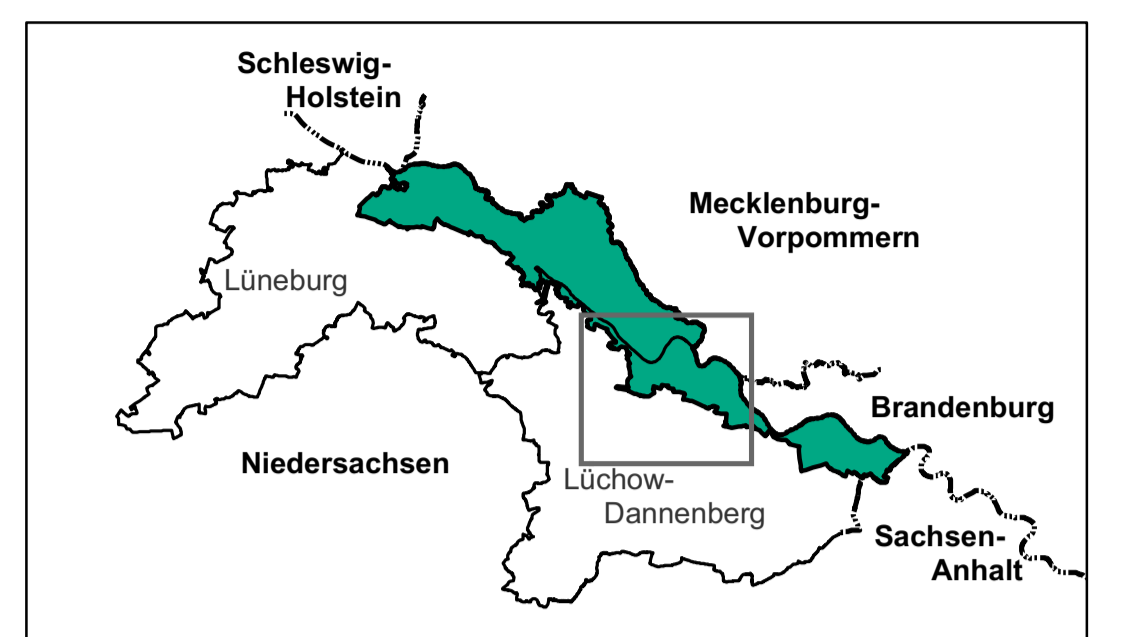 Schleswig-
Holstein
Mecklenburg-
Vorpommern
Lüneburg
Brandenburg
Niedersachsen
Lüchow-
Dannenberg
Sachsen-
Anhalt